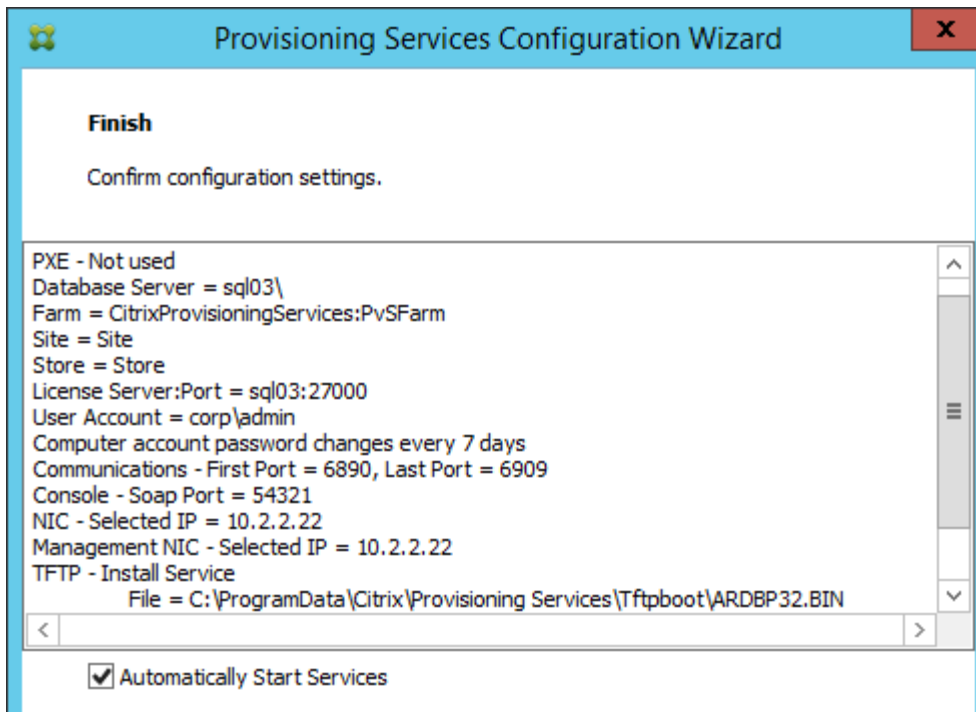 Provisioning Services Configuration Wizard
x
Finish
Confirm configuration settings.
PXE - Not used
Database Server = sql03\
Farm = CitrixProvisioningServices:PvSFarm
Site = Site
Store = Store
License Server:Port = sql03:27000
User Account = corp\admin
Computer account password changes every 7 days
Communications - First Port = 6890, Last Port = 6909
Console - Soap Port = 54321
NIC - Selected IP = 10.2.2.22
Management NIC - Selected IP = 10.2.2.22
TFTP - Install Service
File = C:\ProgramData\Citrix\Provisioning Services\Tftpboot\ARDBP32.BIN
Automatically Start Services